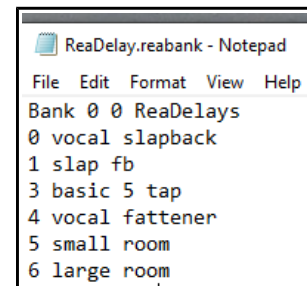 ReaDelay.reabank - Notepad
File Edit Format View Help
Bank 0 0 ReaDelays
0 vocal slapback
1 slap fb
3 basic 5 tap
4 vocal fattener
5 small room
6 large room